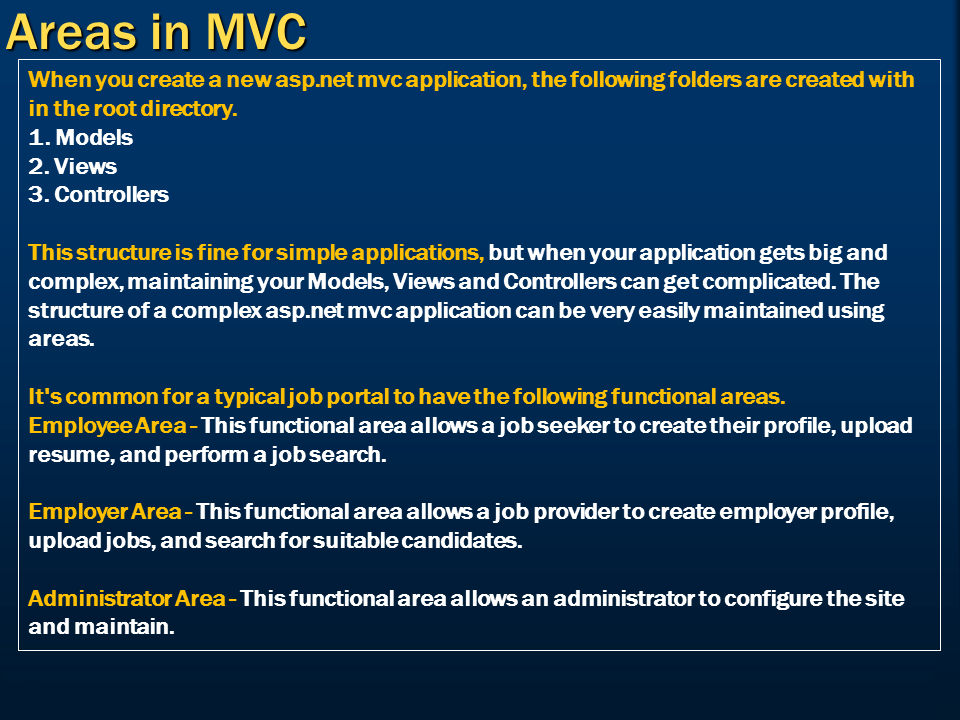 Areas in MVC
When you create a new asp.net mvc application, the following folders are created with
in the root directory.
1. Models
2. Views
3. Controllers
This structure is fine for simple applications, but when your application gets big and
complex, maintaining your Models, Views and Controllers can get complicated. The
structure of a complex asp.net mvc application can be very easily maintained using
areas.
It's common for a typical job portal to have the following functional areas.
Employee Area - This functional area allows a job seeker to create their profile, upload
resume, and perform a job search.
Employer Area - This functional area allows a job provider to create employer profile,
upload jobs, and search for suitable candidates.
Administrator Area - This functional area allows an administrator to configure the site
and maintain.